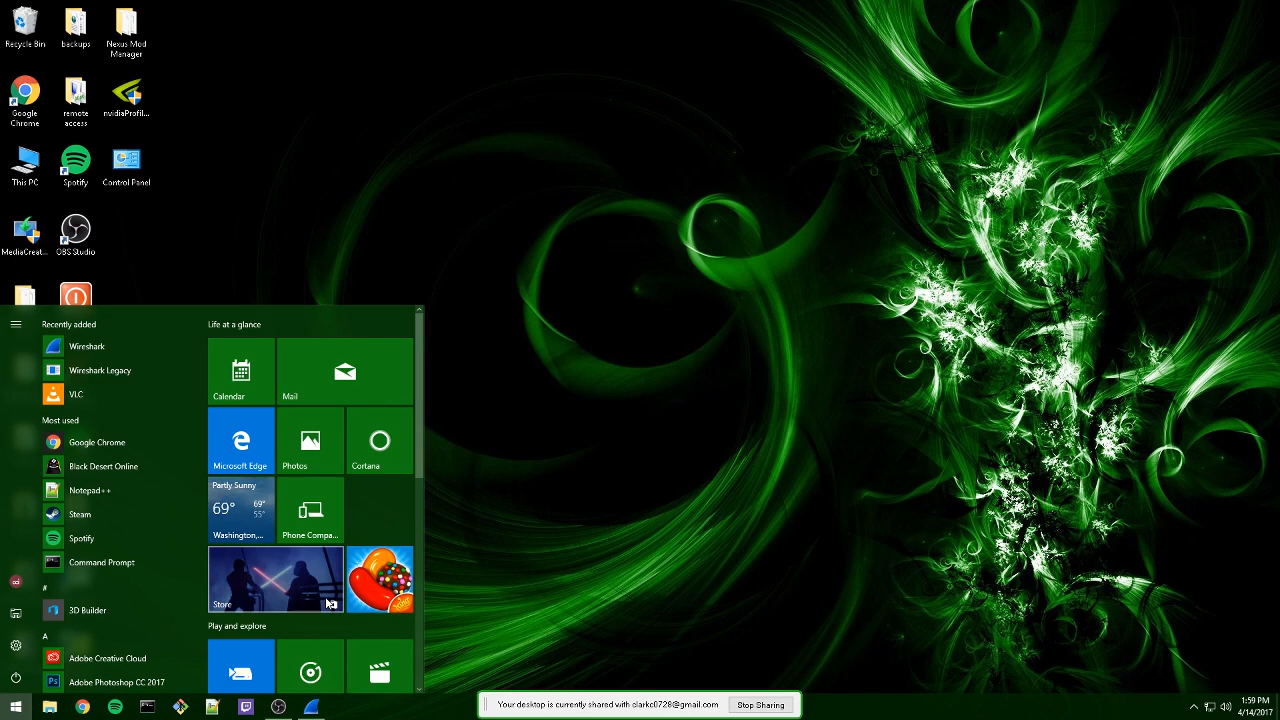 Recycle Bin
backups
Nexus Mod
Manager
Google
Chrome
remote
access
nvidiaProfil...
This PC
Spotify
Control Panel
MediaCreat...
OBS Studio
Recently added
Wireshark
Wireshark Legacy
VLC
Most used
Google Chrome
Black Desert Online
Notepad++
Steam
Spotify
Command Prompt
#
3D Builder
A
Adobe Creative Cloud
Adobe Photoshop CC 2017
Life at a glance
Calendar
Mail
Microsoft Edge
Photos
Cortana
Partly Sunny
69° 69°
55°
Washington,...
Phone Compa...
Store
Play and explore
Your desktop is currently shared with clarkc0728@gmail.com
Stop Sharing
1:59 PM
4/14/2017